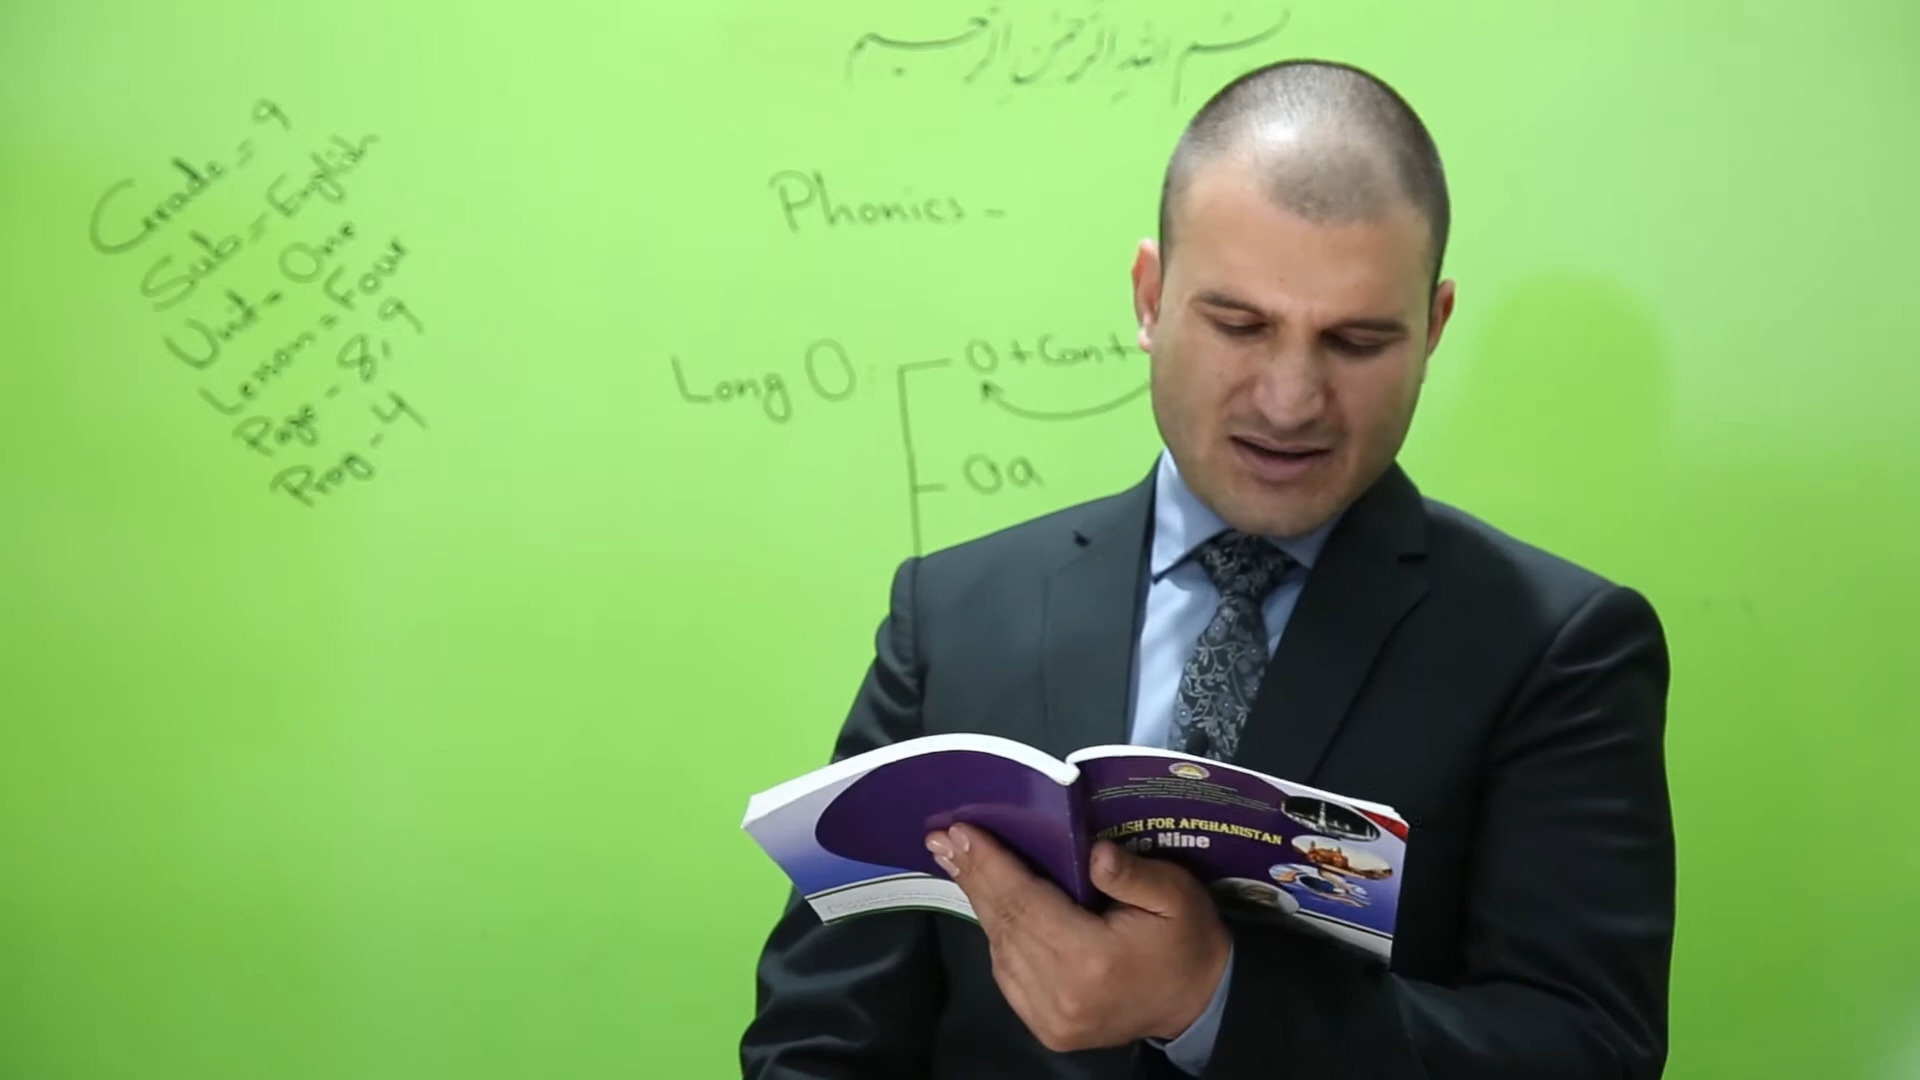 بسم الله الرحمن الرحيم
Grade = 9
Sub = English
Unit - One
Lesson = Four
Page - 8, 9
Prog - 4
Phonics -
Long O
O + Con +
Oa
ENGLISH FOR AFGHANISTAN
Nine